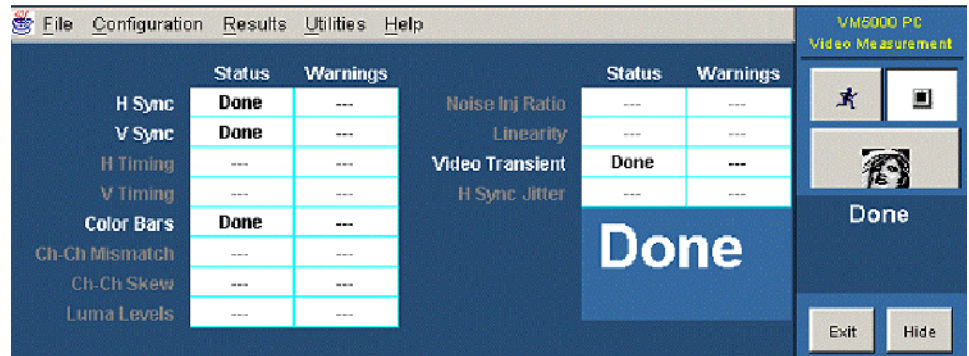 File Configuration Results Utilities Help
VM5000 PC
Video Measurement
Status Warnings
H Sync Done ---
V Sync Done ---
H Timing --- ---
V Timing --- ---
Color Bars Done ---
Ch-Ch Mismatch --- ---
Ch-Ch Skew --- ---
Luma Levels --- ---
Status Warnings
Noise Inj Ratio --- ---
Linearity --- ---
Video Transient Done ---
H Sync Jitter --- ---
Done
Done
Exit Hide